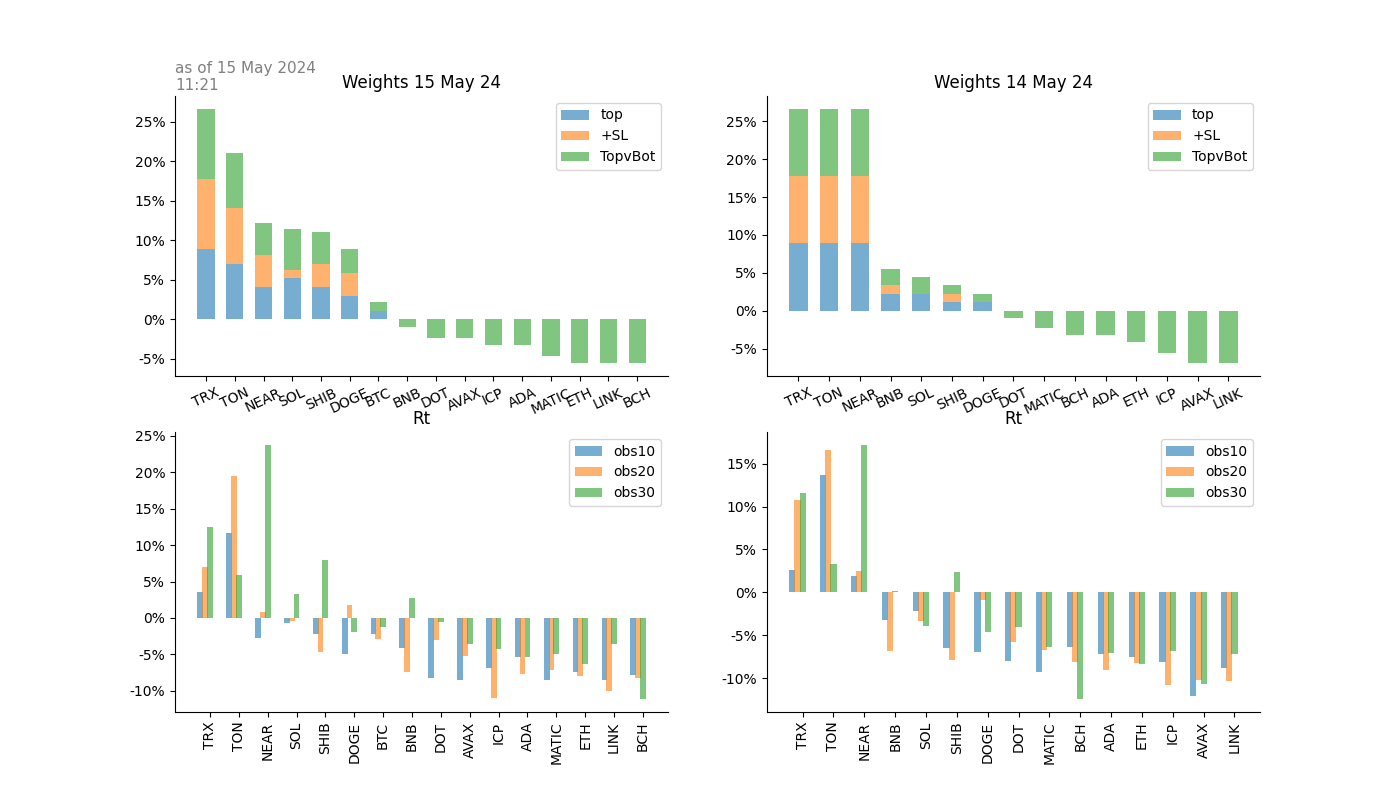 as of 15 May 2024
11:21
Weights 15 May 24
25%
20%
15%
10%
5%
0%
-5%
top
+SL
TopvBot
TRX TON NEAR SOL SHIB DOGE BTC BNB DOT AVAX ICP ADA MATIC ETH LINK BCH
Weights 14 May 24
25%
20%
15%
10%
5%
0%
-5%
top
+SL
TopvBot
TRX TON NEAR BNB SOL SHIB DOGE DOT MATIC BCH ADA ETH ICP AVAX LINK
Rt
25%
20%
15%
10%
5%
0%
-5%
-10%
obs10
obs20
obs30
TRX TON NEAR SOL SHIB DOGE BTC BNB DOT AVAX ICP ADA MATIC ETH LINK BCH
Rt
15%
10%
5%
0%
-5%
-10%
obs10
obs20
obs30
TRX TON NEAR BNB SOL SHIB DOGE DOT MATIC BCH ADA ETH ICP AVAX LINK